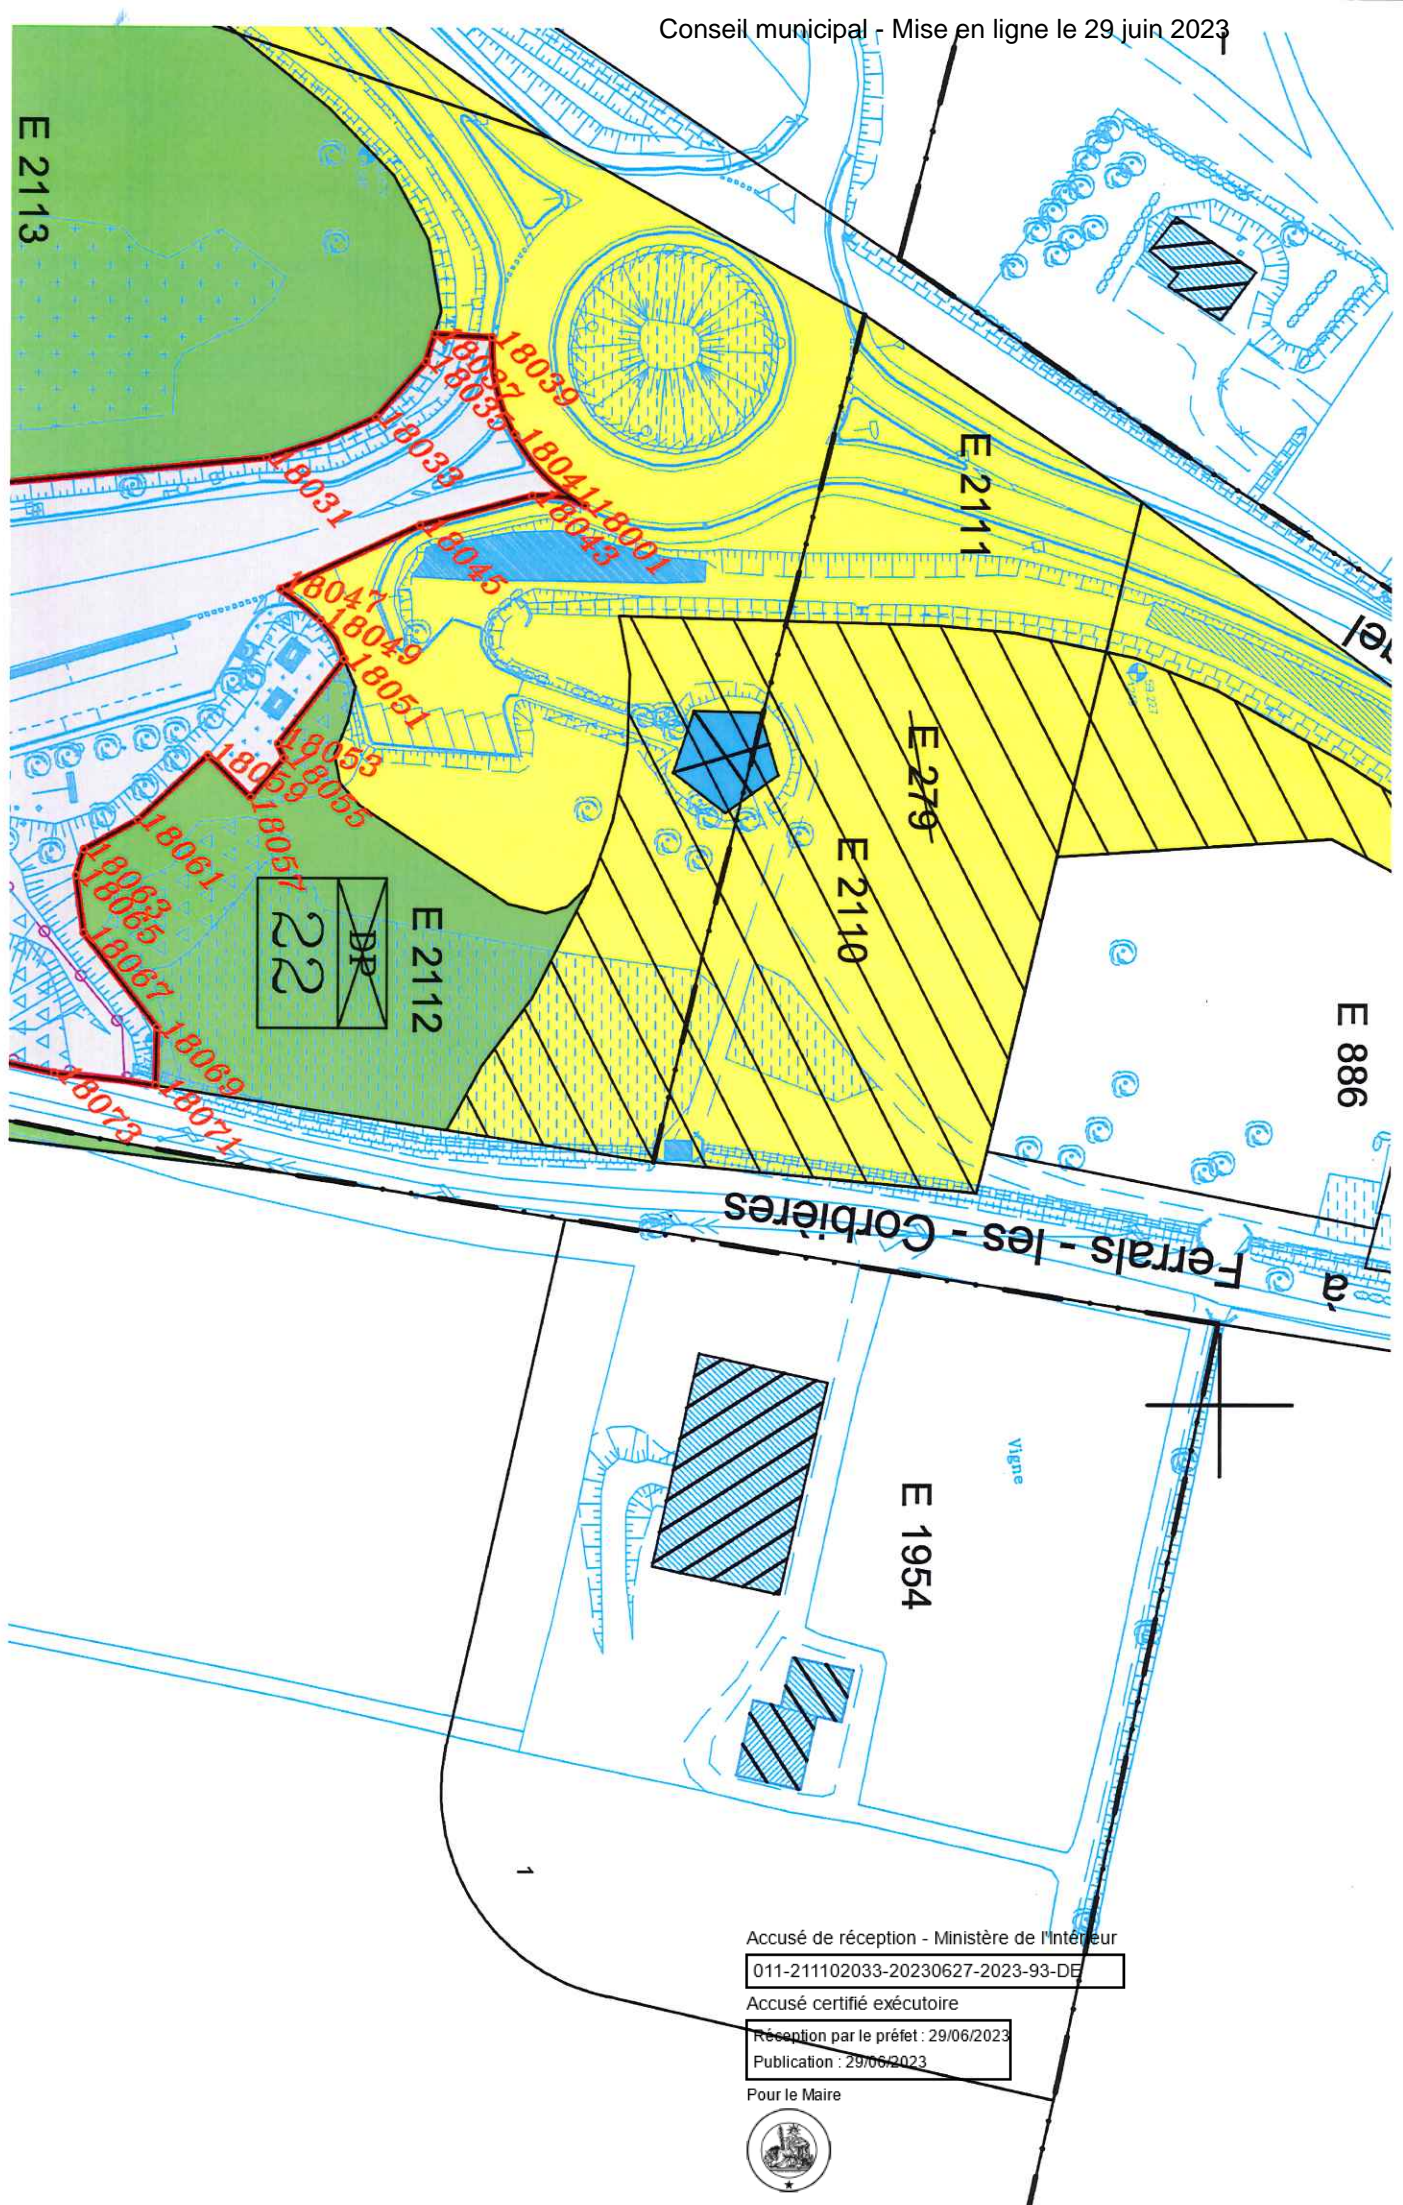 Conseil municipal - Mise en ligne le 29 juin 2023
E 2113
18039
18037
18035
18033
18031
18041
18001
18043
18045
18047
18049
18051
18053
18055
18059
18057
18061
18063
18065
18067
18069
18071
18073
E 2111
E 279
E 2110
E 2112
DP
22
E 886
à Ferrals - les - Corbières
Vigne
E 1954
1
Accusé de réception - Ministère de l'Intérieur
011-211102033-20230627-2023-93-DE
Accusé certifié exécutoire
Réception par le préfet : 29/06/2023
Publication : 29/06/2023
Pour le Maire